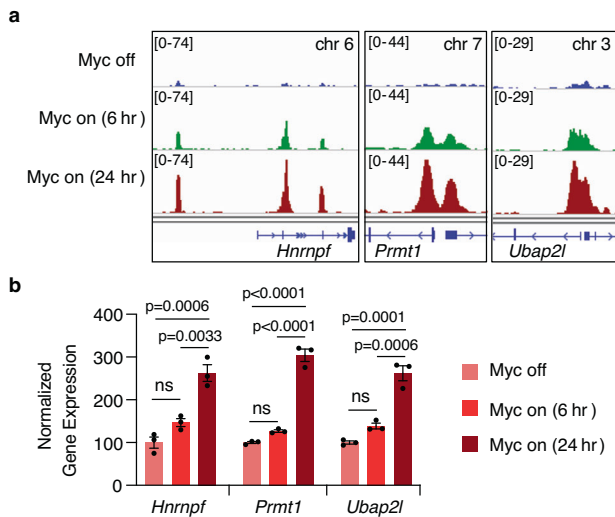 a
[0-74] chr 6 [0-44] chr 7 [0-29] chr 3
Myc off
[0-74] [0-44] [0-29]
Myc on (6 hr)
[0-74] [0-44] [0-29]
Myc on (24 hr)
Hnrnpf Prmt1 Ubap2l
b
Normalized
Gene Expression
400
300
200
100
0
p=0.0006
p=0.0033
ns
p<0.0001
p<0.0001
ns
p=0.0001
p=0.0006
ns
Hnrnpf Prmt1 Ubap2l
Myc off
Myc on (6 hr)
Myc on (24 hr)